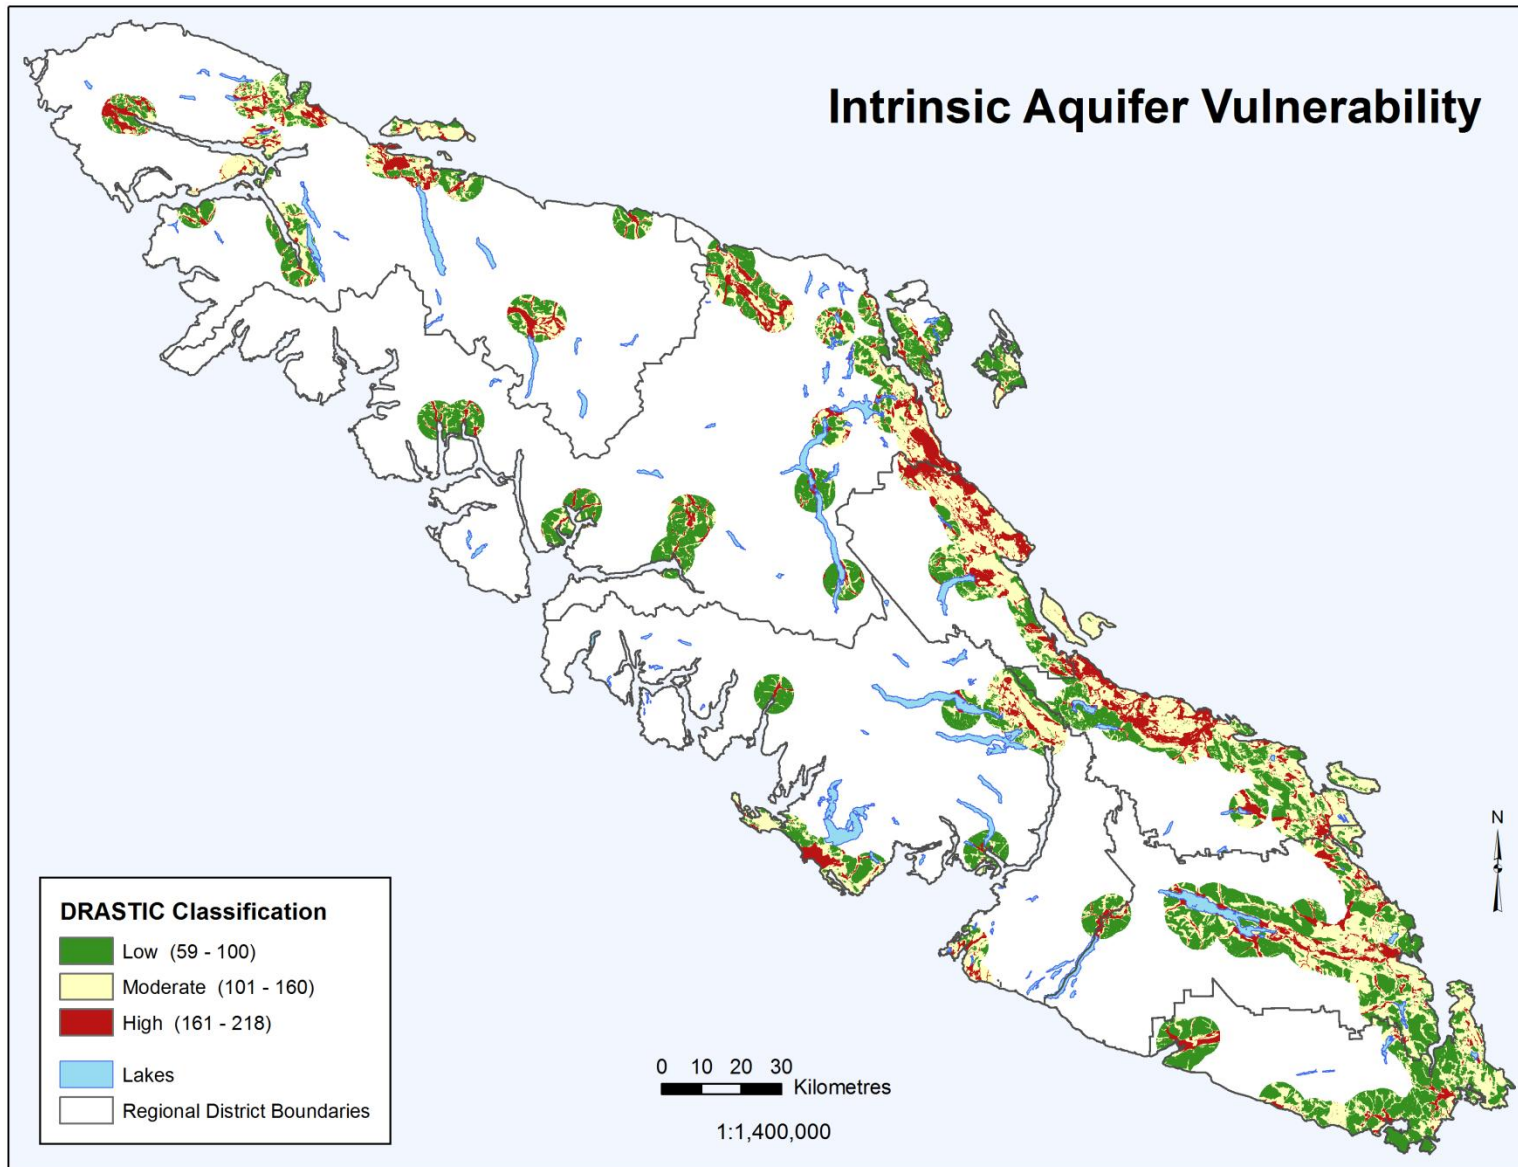 Intrinsic Aquifer Vulnerability
N
DRASTIC Classification
Low (59 - 100)
Moderate (101 - 160)
High (161 - 218)
Lakes
Regional District Boundaries
0 10 20 30
Kilometres
1:1,400,000